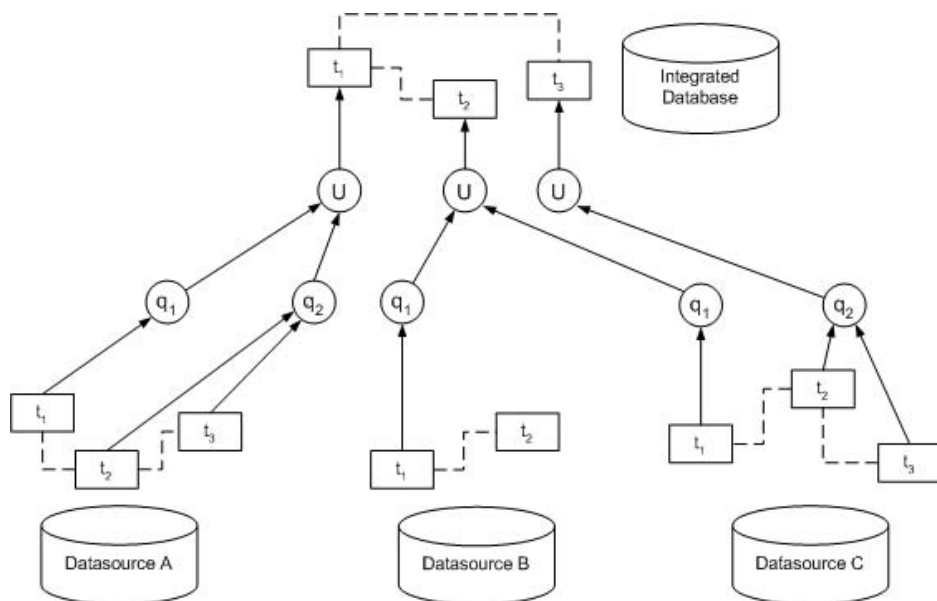 t₁
t₂
t₃
Integrated
Database
U
U
U
q₁
q₂
q₁
q₁
q₂
t₁
t₂
t₃
t₁
t₂
t₁
t₂
t₃
Datasource A
Datasource B
Datasource C